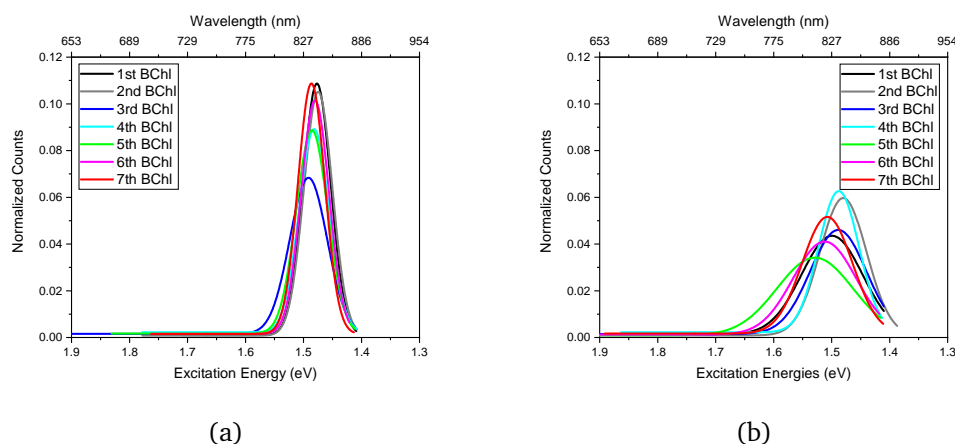 Wavelength (nm)
653 689 729 775 827 886 954
0.12
0.10
0.08
0.06
0.04
0.02
0.00
Normalized Counts
1st BChl
2nd BChl
3rd BChl
4th BChl
5th BChl
6th BChl
7th BChl
1.9 1.8 1.7 1.6 1.5 1.4 1.3
Excitation Energy (eV)
(a)
Wavelength (nm)
653 689 729 775 827 886 954
0.12
0.10
0.08
0.06
0.04
0.02
0.00
Normalized Counts
1st BChl
2nd BChl
3rd BChl
4th BChl
5th BChl
6th BChl
7th BChl
1.9 1.8 1.7 1.6 1.5 1.4 1.3
Excitation Energies (eV)
(b)